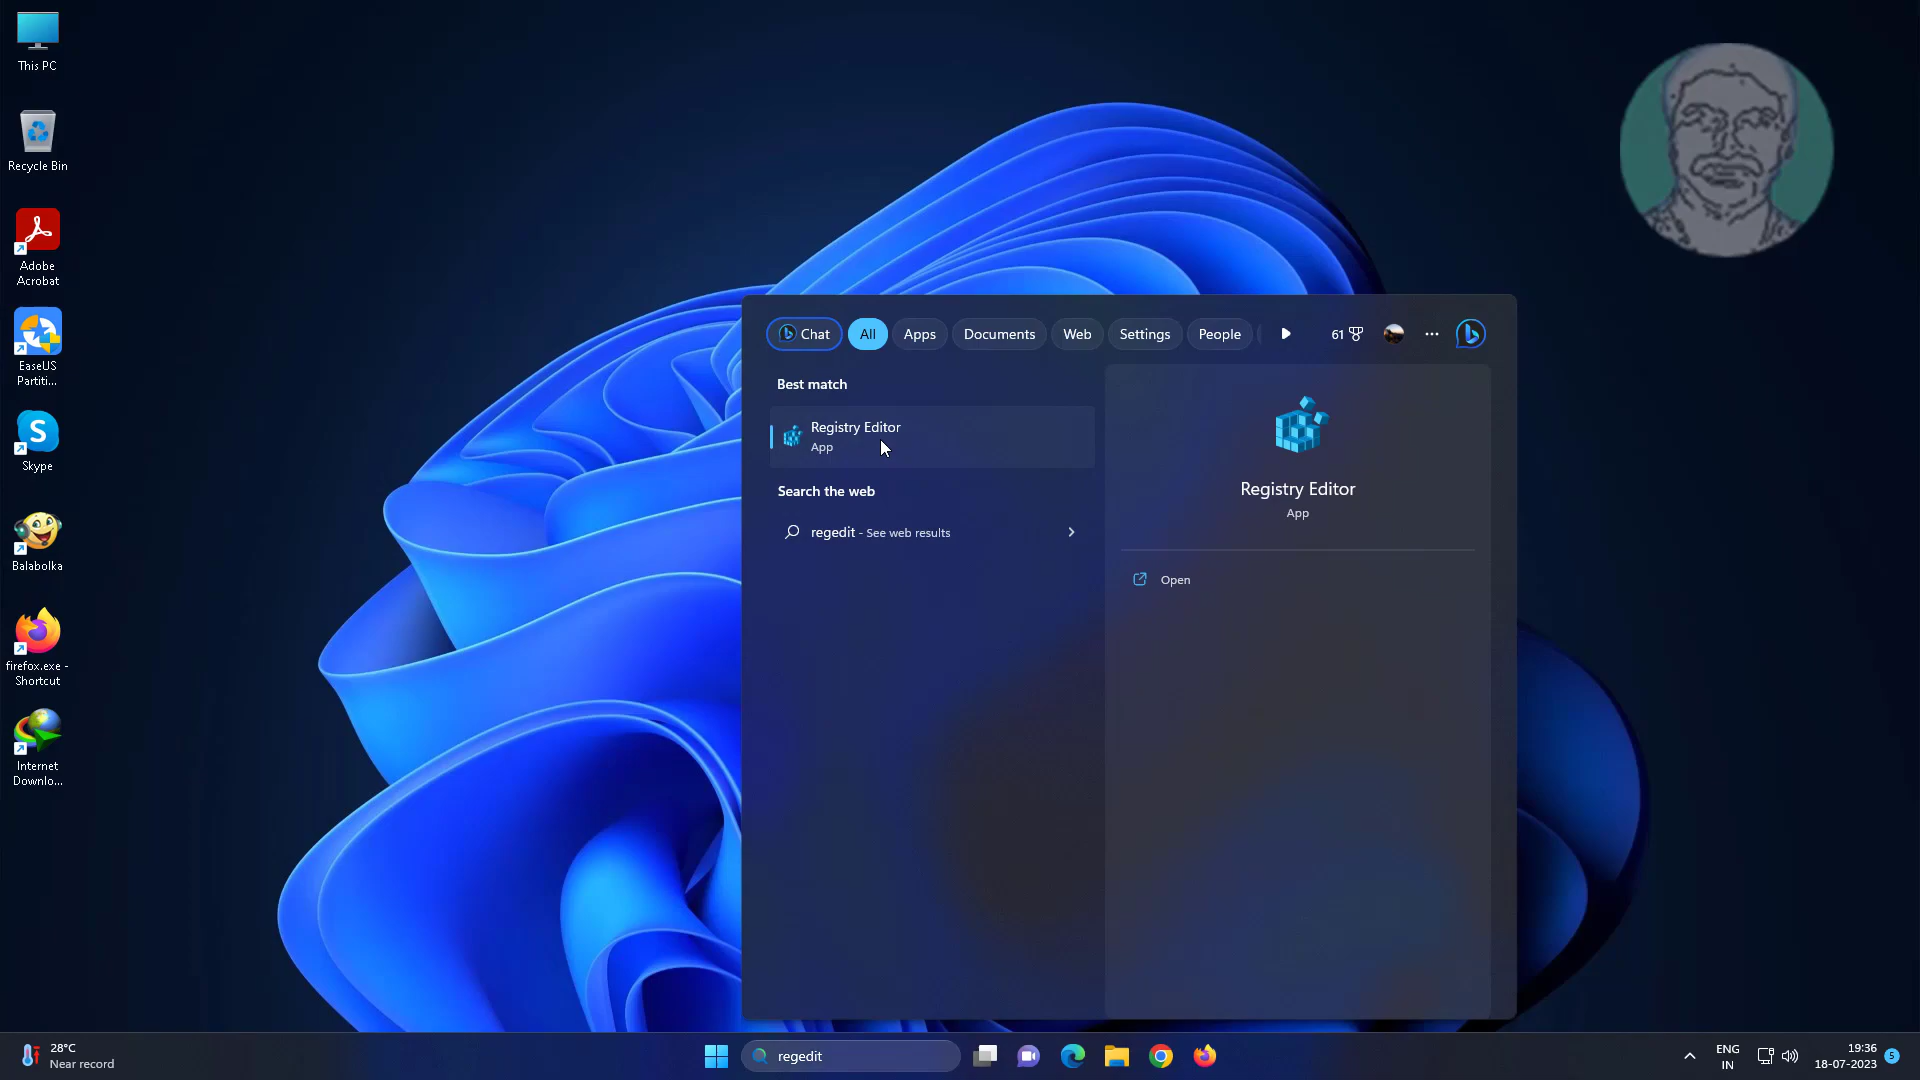 This PC
Recycle Bin
Adobe
Acrobat
EaseUS
Partiti...
S
Skype
Balabolka
firefox.exe -
Shortcut
Internet
Downlo...
Chat
All
Apps
Documents
Web
Settings
People
61
Best match
Registry Editor
App
Search the web
regedit - See web results
Registry Editor
App
Open
28°C
Near record
regedit
ENG
IN
19:36
18-07-2023
5